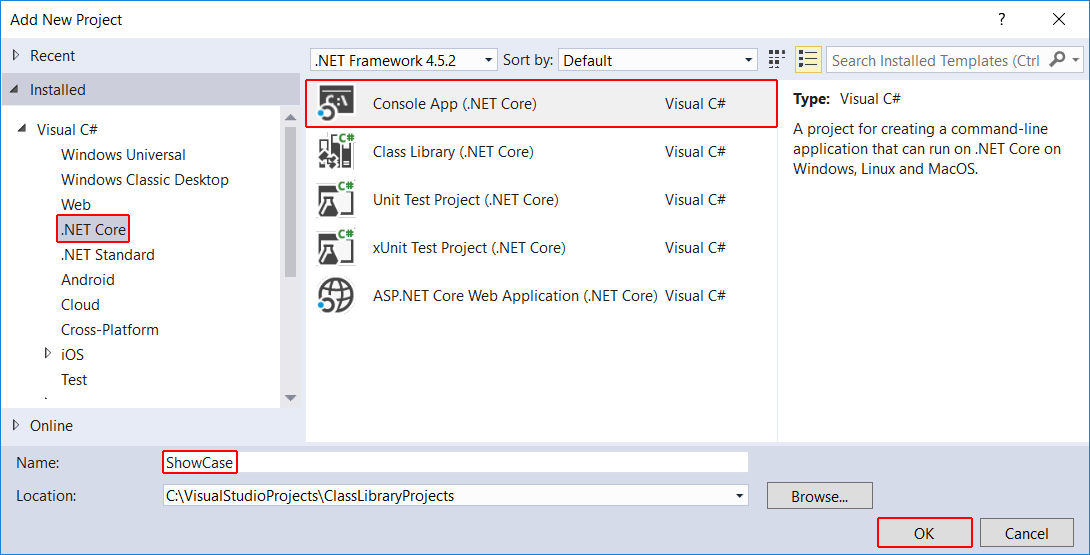 Add New Project
?
Recent
.NET Framework 4.5.2
Sort by:
Default
Search Installed Templates (Ctrl
Installed
Visual C#
Windows Universal
Windows Classic Desktop
Web
.NET Core
.NET Standard
Android
Cloud
Cross-Platform
iOS
Test
Online
Console App (.NET Core) Visual C#
C# Class Library (.NET Core) Visual C#
C# Unit Test Project (.NET Core) Visual C#
C# xUnit Test Project (.NET Core) Visual C#
ASP.NET Core Web Application (.NET Core) Visual C#
Type: Visual C#
A project for creating a command-line
application that can run on .NET Core on
Windows, Linux and MacOS.
Name: ShowCase
Location: C:\VisualStudioProjects\ClassLibraryProjects
Browse...
OK
Cancel